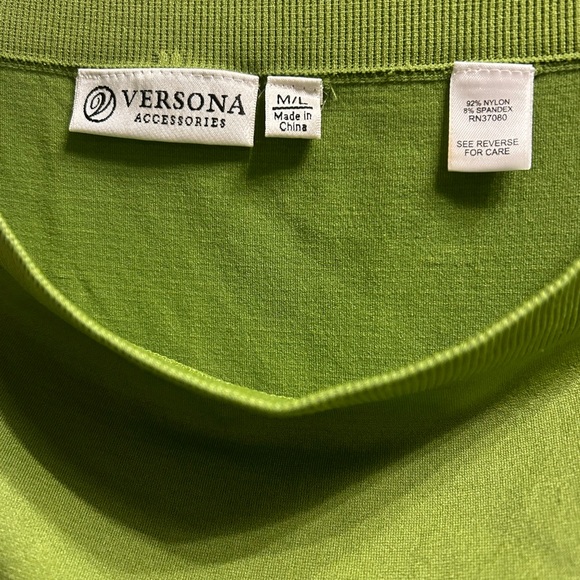 VERSONA
ACCESSORIES
M/L
Made in
China
92% NYLON
8% SPANDEX
RN37080
SEE REVERSE
FOR CARE